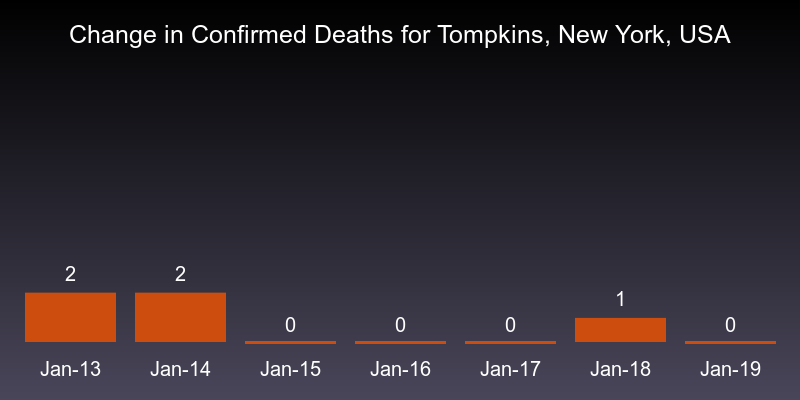 Change in Confirmed Deaths for Tompkins, New York, USA
2 2 0 0 0 1 0
Jan-13 Jan-14 Jan-15 Jan-16 Jan-17 Jan-18 Jan-19